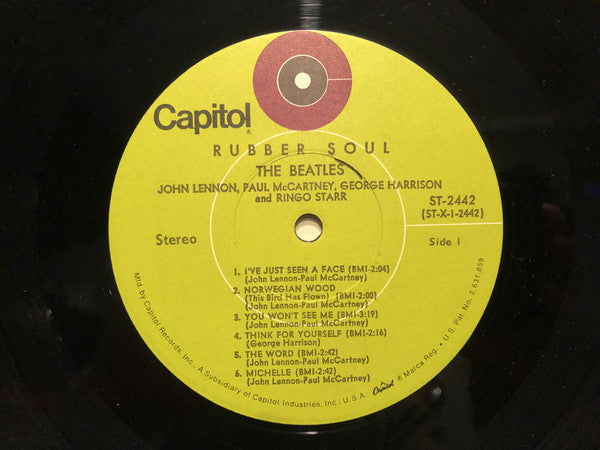 Capitol®
RUBBER SOUL
THE BEATLES
JOHN LENNON, PAUL McCARTNEY, GEORGE HARRISON
and RINGO STARR
ST-2442
(ST-X-1-2442)
Stereo
Side 1
1. I'VE JUST SEEN A FACE (BMI-2:04)
(John Lennon-Paul McCartney)
2. NORWEGIAN WOOD
(This Bird Has Flown) (BMI-2:00)
(John Lennon-Paul McCartney)
3. YOU WON'T SEE ME (BMI-3:19)
(John Lennon-Paul McCartney)
4. THINK FOR YOURSELF (BMI-2:16)
(George Harrison)
5. THE WORD (BMI-2:42)
(John Lennon-Paul McCartney)
6. MICHELLE (BMI-2:42)
(John Lennon-Paul McCartney)
Mfd. by Capitol Records, Inc., A Subsidiary of Capitol Industries, Inc., U.S.A. Capitol ® Marca Reg. • U.S. Pat. No. 2,631,859